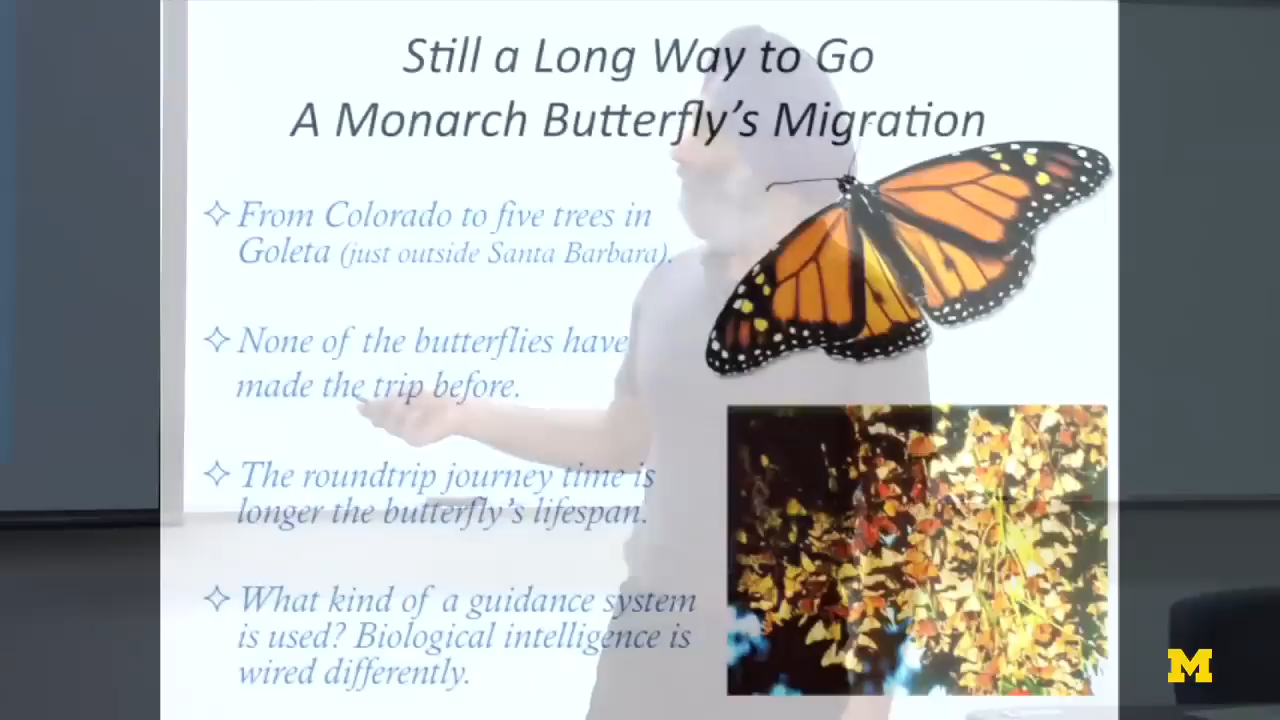 Still a Long Way to Go
A Monarch Butterfly's Migration
✧ From Colorado to five trees in
Goleta (just outside Santa Barbara).
✧ None of the butterflies have
made the trip before.
✧ The roundtrip journey time is
longer the butterfly's lifespan.
✧ What kind of a guidance system
is used? Biological intelligence is
wired differently.
M